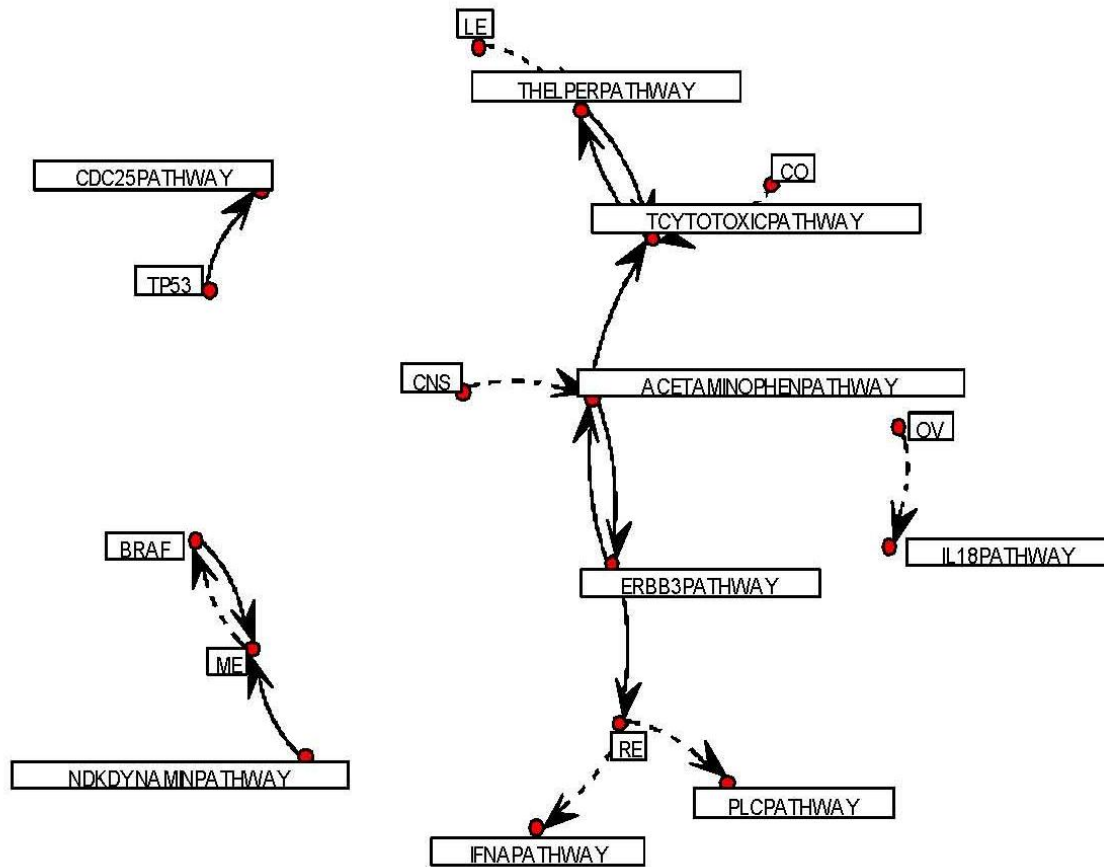 LE
THELPERPATHWAY
CO
CDC25PATHWAY
TCYTOTOXICPATHWAY
TP53
CNS
ACETAMINOPHENPATHWAY
OV
BRAF
IL18PATHWAY
ERBB3PATHWAY
ME
RE
NDKDYNAMINPATHWAY
PLCPATHWAY
IFNAPATHWAY